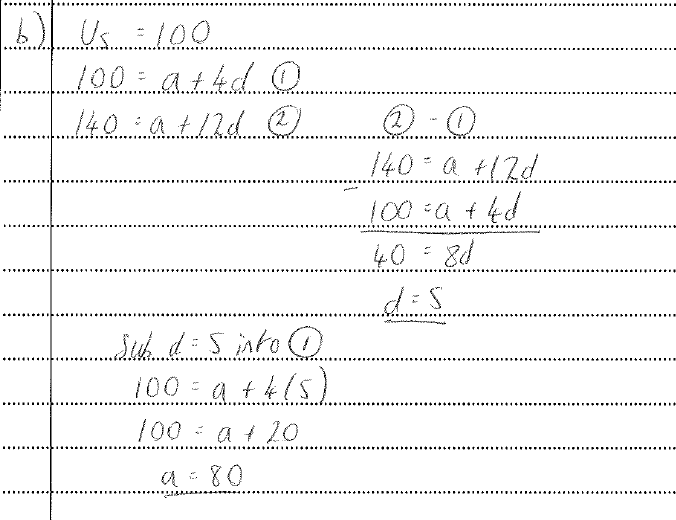 b) U₅ = 100
100 = a + 4d ①
140 = a + 12d ②
② - ①
140 = a + 12d
- 100 = a + 4d
40 = 8d
d = 5
Sub d = 5 into ①
100 = a + 4(5)
100 = a + 20
a = 80